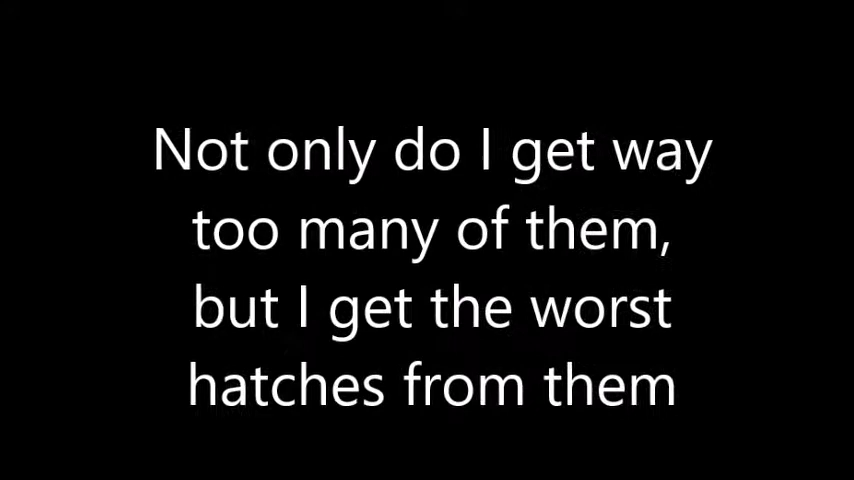 Not only do I get way
too many of them,
but I get the worst
hatches from them